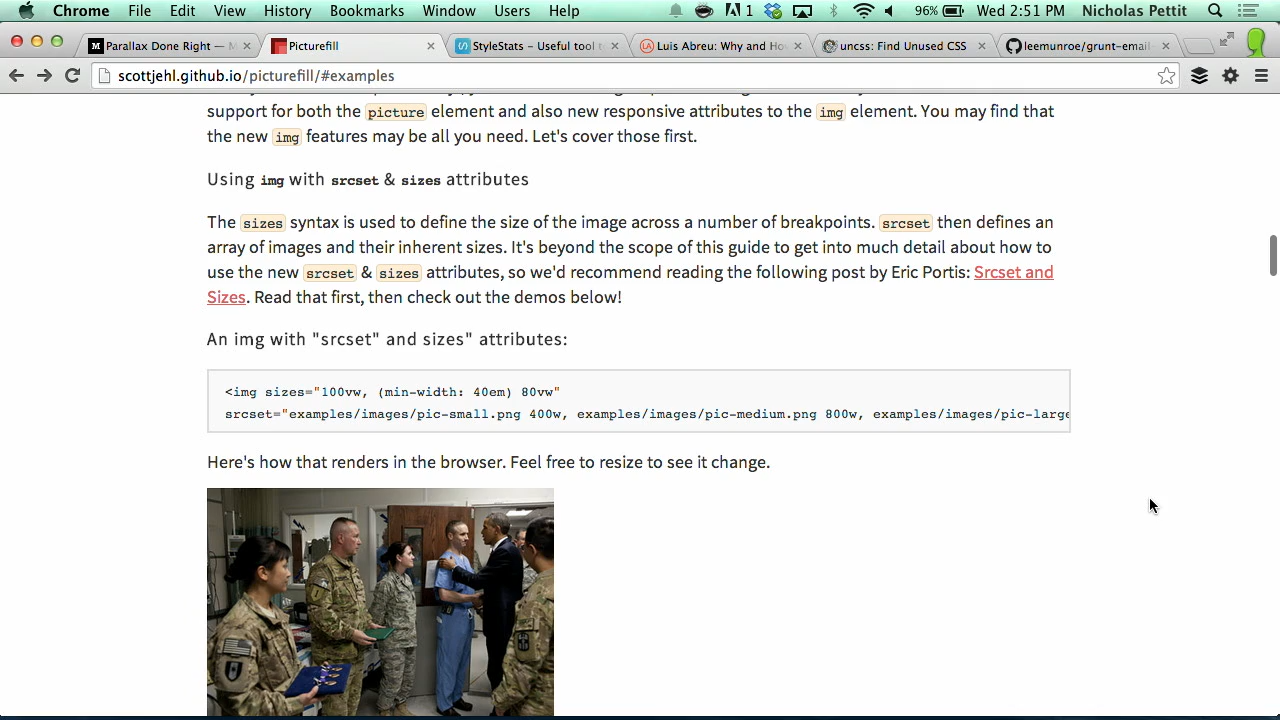 Chrome File Edit View History Bookmarks Window Users Help 1 96% Wed 2:51 PM Nicholas Pettit
Parallax Done Right — M Picturefill StyleStats – Useful tool t Luis Abreu: Why and Ho uncss: Find Unused CSS leemunroe/grunt-email-
scottjehl.github.io/picturefill/#examples
support for both the picture element and also new responsive attributes to the img element. You may find that
the new img features may be all you need. Let's cover those first.
Using img with srcset & sizes attributes
The sizes syntax is used to define the size of the image across a number of breakpoints. srcset then defines an
array of images and their inherent sizes. It's beyond the scope of this guide to get into much detail about how to
use the new srcset & sizes attributes, so we'd recommend reading the following post by Eric Portis: Srcset and
Sizes. Read that first, then check out the demos below!
An img with "srcset" and sizes" attributes:
<img sizes="100vw, (min-width: 40em) 80vw"
srcset="examples/images/pic-small.png 400w, examples/images/pic-medium.png 800w, examples/images/pic-large
Here's how that renders in the browser. Feel free to resize to see it change.